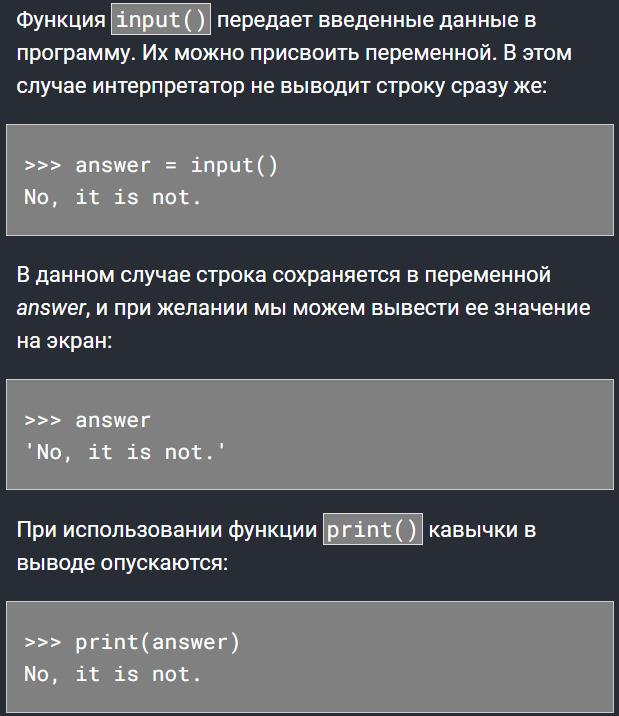 Функция input() передает введенные данные в
программу. Их можно присвоить переменной. В этом
случае интерпретатор не выводит строку сразу же:
>>> answer = input()
No, it is not.
В данном случае строка сохраняется в переменной
answer, и при желании мы можем вывести ее значение
на экран:
>>> answer
'No, it is not.'
При использовании функции print() кавычки в
выводе опускаются:
>>> print(answer)
No, it is not.